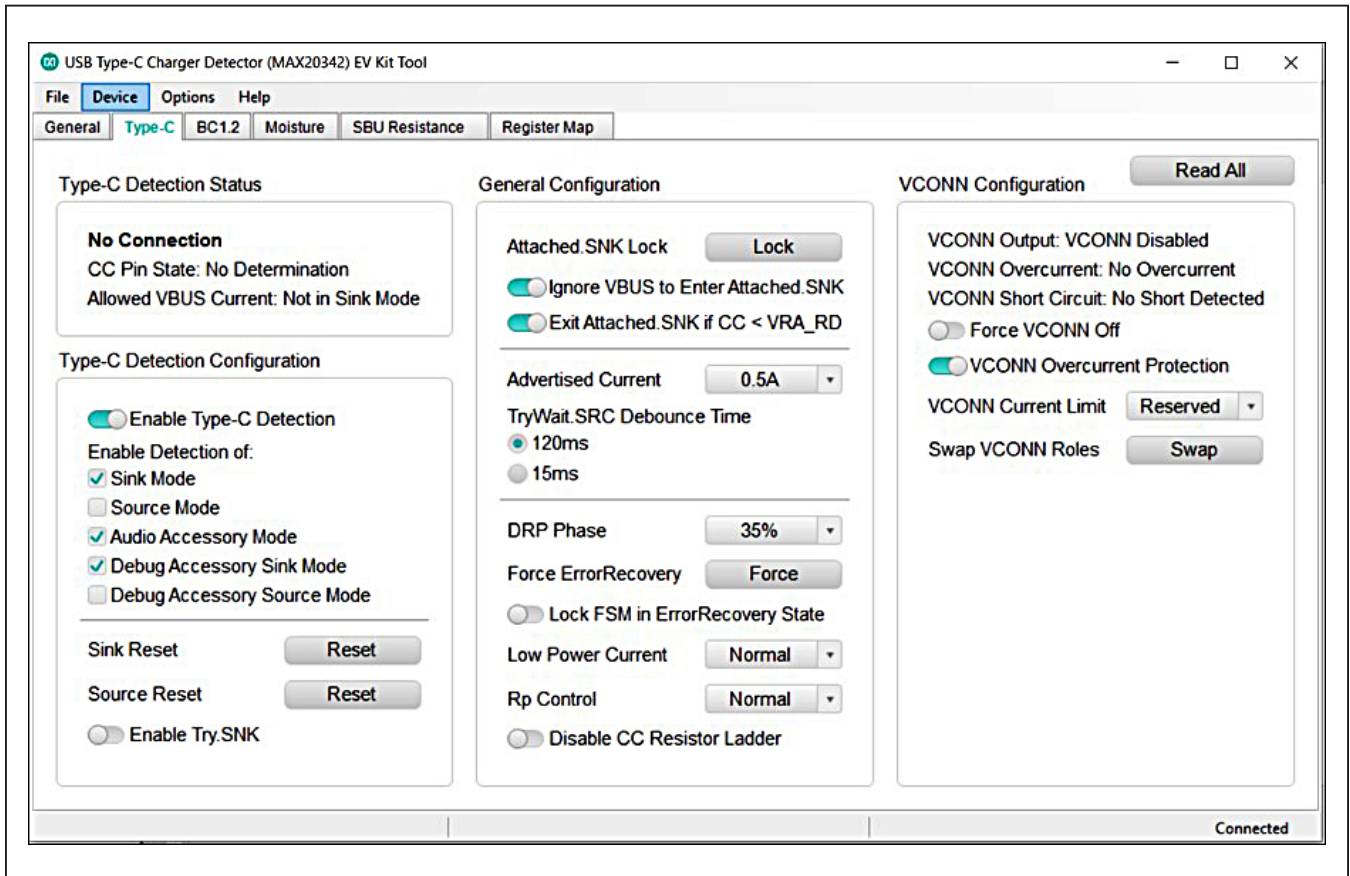 USB Type-C Charger Detector (MAX20342) EV Kit Tool
File Device Options Help
General Type-C BC1.2 Moisture SBU Resistance Register Map
Read All
Type-C Detection Status
No Connection
CC Pin State: No Determination
Allowed VBUS Current: Not in Sink Mode
Type-C Detection Configuration
Enable Type-C Detection
Enable Detection of:
Sink Mode
Source Mode
Audio Accessory Mode
Debug Accessory Sink Mode
Debug Accessory Source Mode
Sink Reset Reset
Source Reset Reset
Enable Try.SNK
General Configuration
Attached.SNK Lock Lock
Ignore VBUS to Enter Attached.SNK
Exit Attached.SNK if CC < VRA_RD
Advertised Current 0.5A
TryWait.SRC Debounce Time
120ms
15ms
DRP Phase 35%
Force ErrorRecovery Force
Lock FSM in ErrorRecovery State
Low Power Current Normal
Rp Control Normal
Disable CC Resistor Ladder
VCONN Configuration
VCONN Output: VCONN Disabled
VCONN Overcurrent: No Overcurrent
VCONN Short Circuit: No Short Detected
Force VCONN Off
VCONN Overcurrent Protection
VCONN Current Limit Reserved
Swap VCONN Roles Swap
Connected